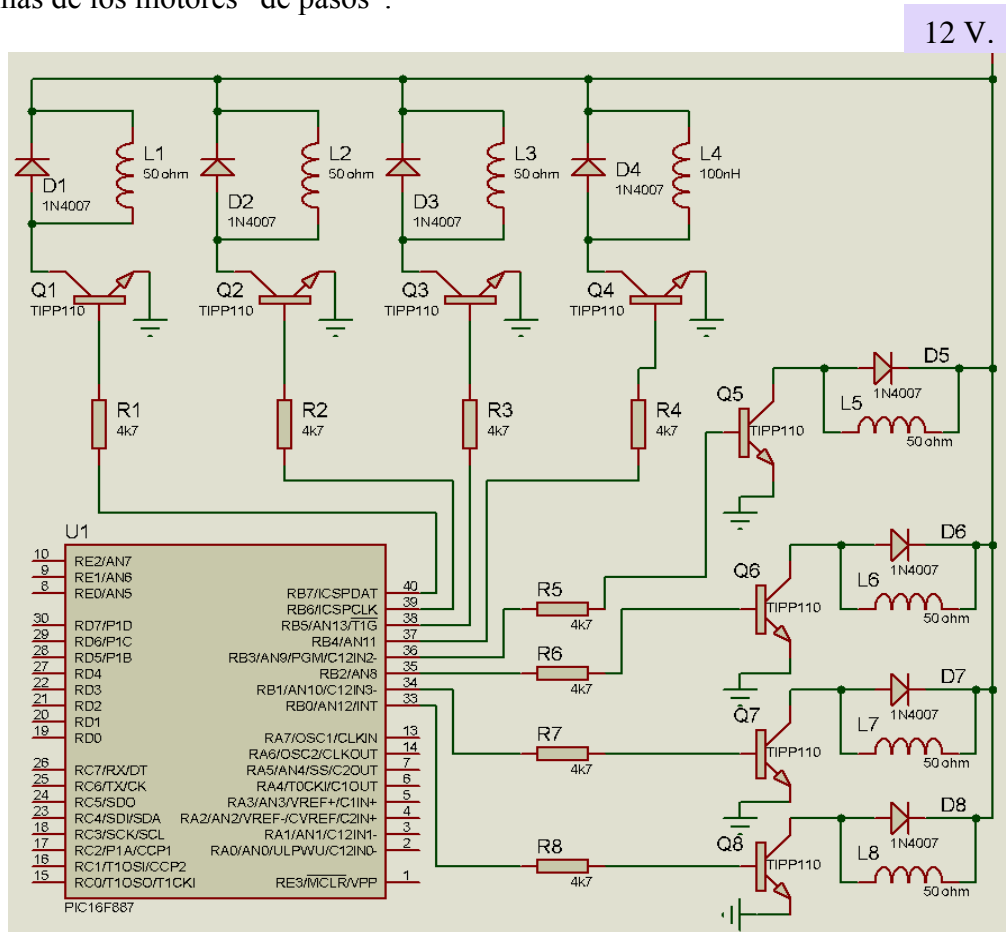 mas de los motores "de pasos".
12 V.
L1
50 ohm
L2
50 ohm
L3
50 ohm
L4
100nH
D1
1N4007
D2
1N4007
D3
1N4007
D4
1N4007
Q1
TIPP110
Q2
TIPP110
Q3
TIPP110
Q4
TIPP110
R1
4k7
R2
4k7
R3
4k7
R4
4k7
Q5
TIPP110
D5
1N4007
L5
50 ohm
Q6
TIPP110
D6
1N4007
L6
50 ohm
Q7
TIPP110
D7
1N4007
L7
50 ohm
Q8
TIPP110
D8
1N4007
L8
50 ohm
R5
4k7
R6
4k7
R7
4k7
R8
4k7
U1
10 RE2/AN7
9 RE1/AN6
8 RE0/AN5
30 RD7/P1D
29 RD6/P1C
28 RD5/P1B
27 RD4
22 RD3
21 RD2
20 RD1
19 RD0
26 RC7/RX/DT
25 RC6/TX/CK
24 RC5/SDO
23 RC4/SDI/SDA
18 RC3/SCK/SCL
17 RC2/P1A/CCP1
16 RC1/T1OSI/CCP2
15 RC0/T1OSO/T1CKI
RB7/ICSPDAT 40
RB6/ICSPCLK 39
RB5/AN13/T1G 38
RB4/AN11 37
RB3/AN9/PGM/C12IN2- 36
RB2/AN8 35
RB1/AN10/C12IN3- 34
RB0/AN12/INT 33
RA7/OSC1/CLKIN 13
RA6/OSC2/CLKOUT 14
RA5/AN4/SS/C2OUT 7
RA4/T0CKI/C1OUT 6
RA3/AN3/VREF+/C1IN+ 5
RA2/AN2/VREF-/CVREF/C2IN+ 4
RA1/AN1/C12IN1- 3
RA0/AN0/ULPWU/C12IN0- 2
RE3/MCLR/VPP 1
PIC16F887